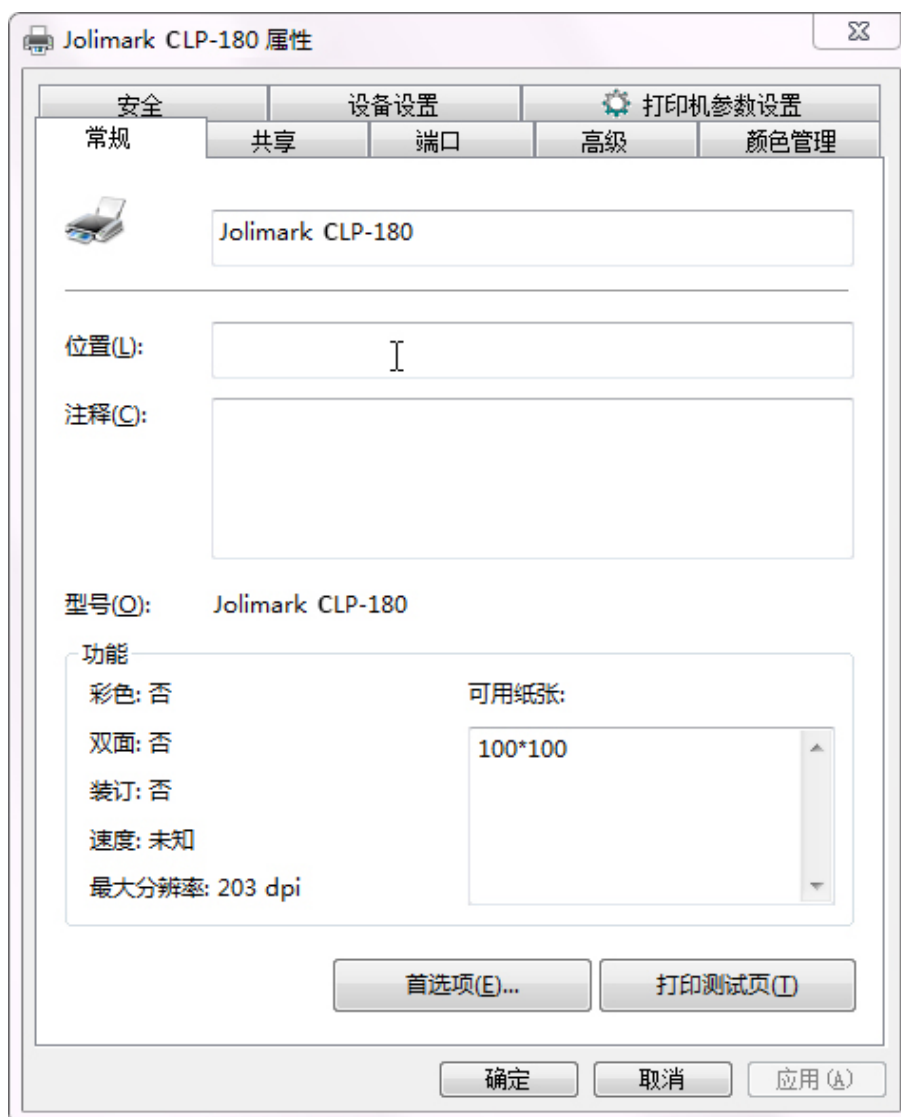 Jolimark CLP-180 属性
安全 设备设置 打印机参数设置
常规 共享 端口 高级 颜色管理
Jolimark CLP-180
位置(L):
注释(C):
型号(O): Jolimark CLP-180
功能
彩色: 否 可用纸张:
双面: 否 100*100
装订: 否
速度: 未知
最大分辨率: 203 dpi
首选项(E)... 打印测试页(T)
确定 取消 应用(A)